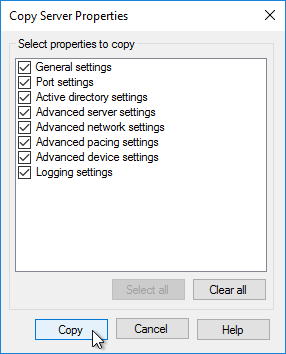 Copy Server Properties
Select properties to copy
General settings
Port settings
Active directory settings
Advanced server settings
Advanced network settings
Advanced pacing settings
Advanced device settings
Logging settings
Select all
Clear all
Copy
Cancel
Help